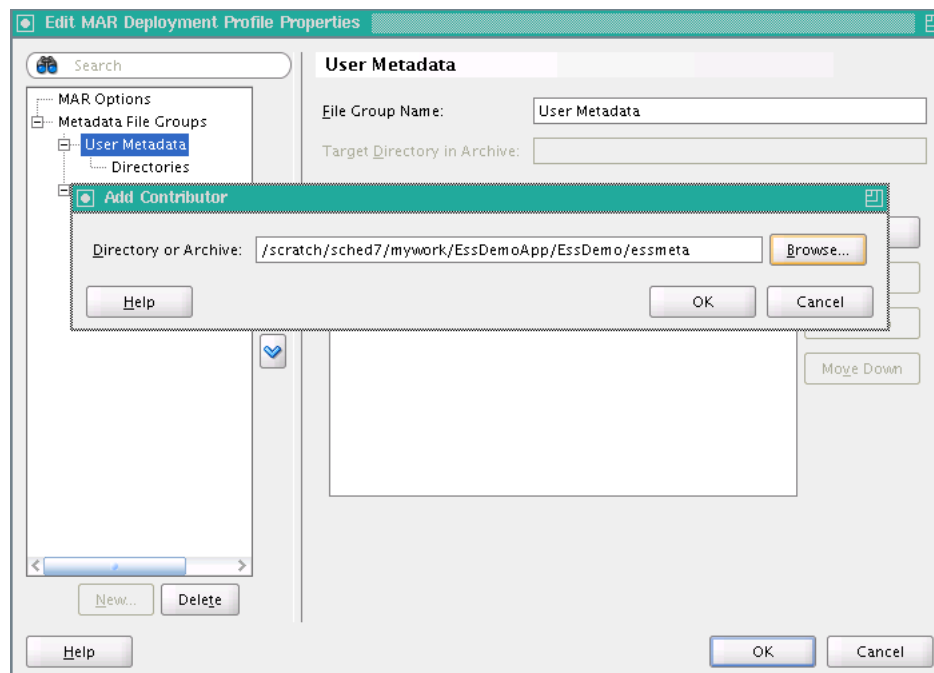 Edit MAR Deployment Profile Properties
Search
MAR Options
Metadata File Groups
User Metadata
Directories
User Metadata
File Group Name: User Metadata
Target Directory in Archive:
Add Contributor
Directory or Archive: /scratch/sched7/mywork/EssDemoApp/EssDemo/essmeta Browse...
Help OK Cancel
Move Down
New... Delete
Help OK Cancel